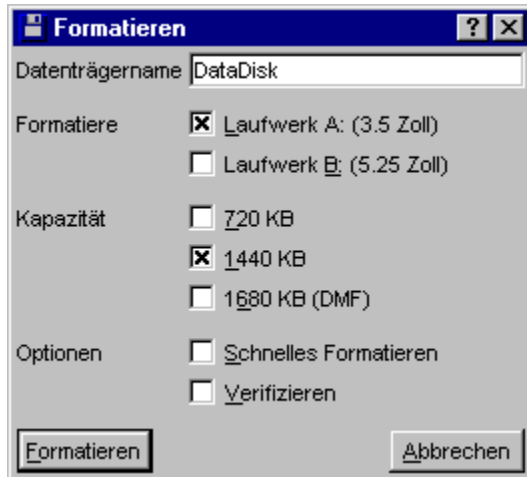 Formatieren
Datenträgername DataDisk
Formatiere Laufwerk A: (3.5 Zoll)
Laufwerk B: (5.25 Zoll)
Kapazität 720 KB
1440 KB
1680 KB (DMF)
Optionen Schnelles Formatieren
Verifizieren
Formatieren Abbrechen